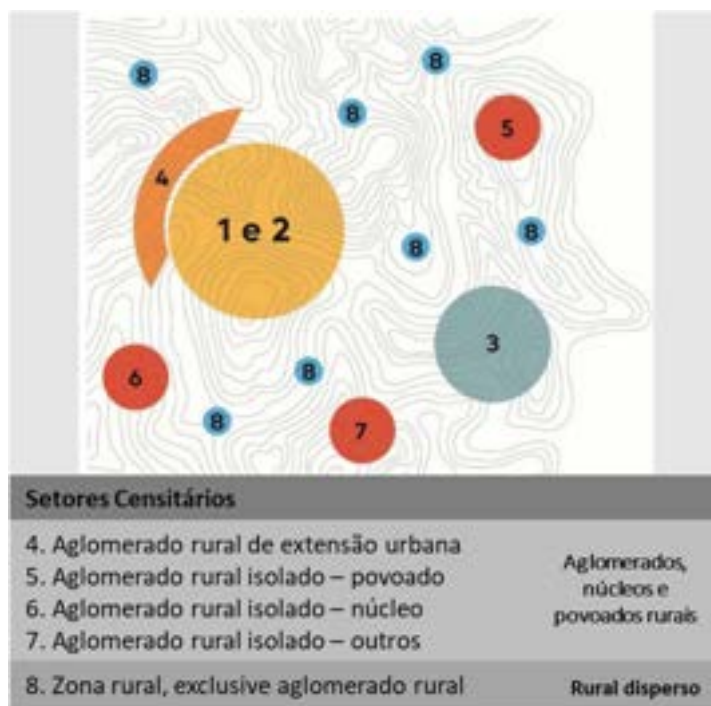 8
8
8
5
4
1 e 2
8
8
3
8
6
8
7
Setores Censitários
4. Aglomerado rural de extensão urbana
5. Aglomerado rural isolado – povoado
6. Aglomerado rural isolado – núcleo
7. Aglomerado rural isolado – outros
Aglomerados,
núcleos e
povoados rurais
8. Zona rural, exclusive aglomerado rural
Rural disperso